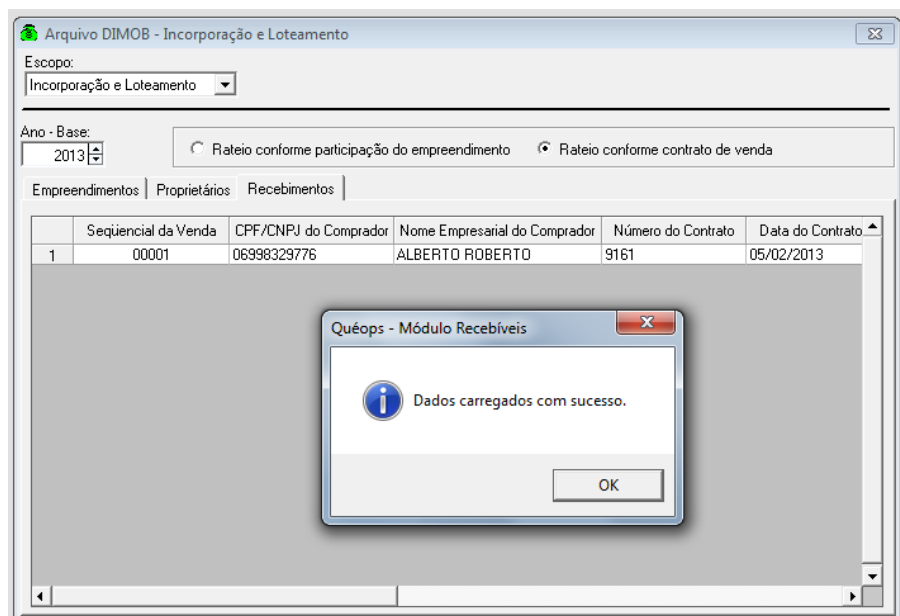 Arquivo DIMOB - Incorporação e Loteamento
Escopo:
Incorporação e Loteamento
Ano - Base:
2013
Rateio conforme participação do empreendimento
Rateio conforme contrato de venda
Empreendimentos Proprietários Recebimentos
Seqüencial da Venda CPF/CNPJ do Comprador Nome Empresarial do Comprador Número do Contrato Data do Contrato
1 00001 06998329776 ALBERTO ROBERTO 9161 05/02/2013
Quéops - Módulo Recebíveis
Dados carregados com sucesso.
OK